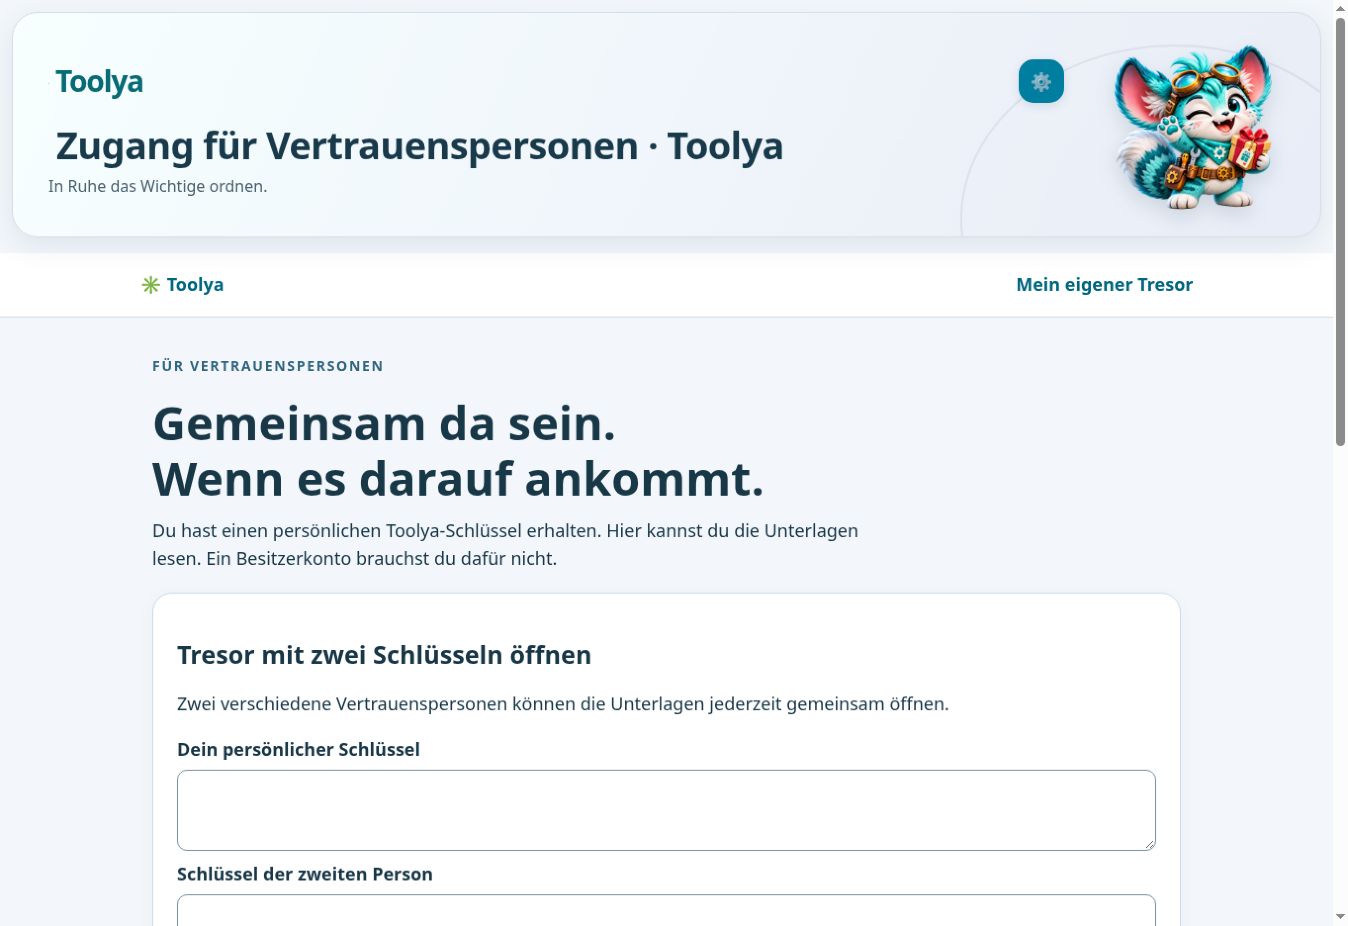 Toolya
Zugang für Vertrauenspersonen · Toolya
In Ruhe das Wichtige ordnen.
Toolya
Mein eigener Tresor
FÜR VERTRAUENSPERSONEN
Gemeinsam da sein.
Wenn es darauf ankommt.
Du hast einen persönlichen Toolya-Schlüssel erhalten. Hier kannst du die Unterlagen
lesen. Ein Besitzerkonto brauchst du dafür nicht.
Tresor mit zwei Schlüsseln öffnen
Zwei verschiedene Vertrauenspersonen können die Unterlagen jederzeit gemeinsam öffnen.
Dein persönlicher Schlüssel
Schlüssel der zweiten Person